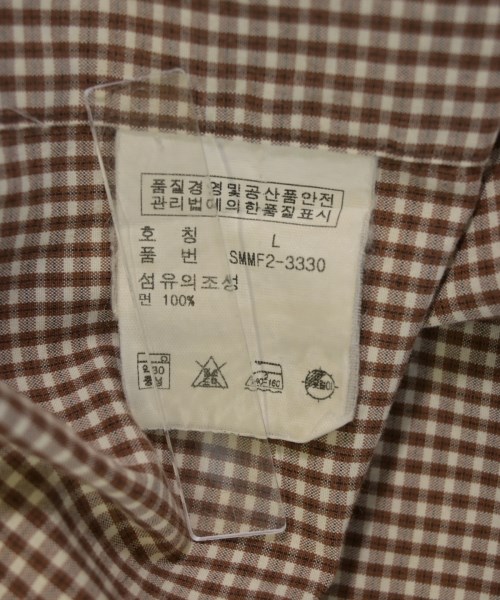 품질경영및공산품안전
관리법에의한품질표시
호 칭 L
품 번 SMMF2-3330
섬유의조성
면 100%